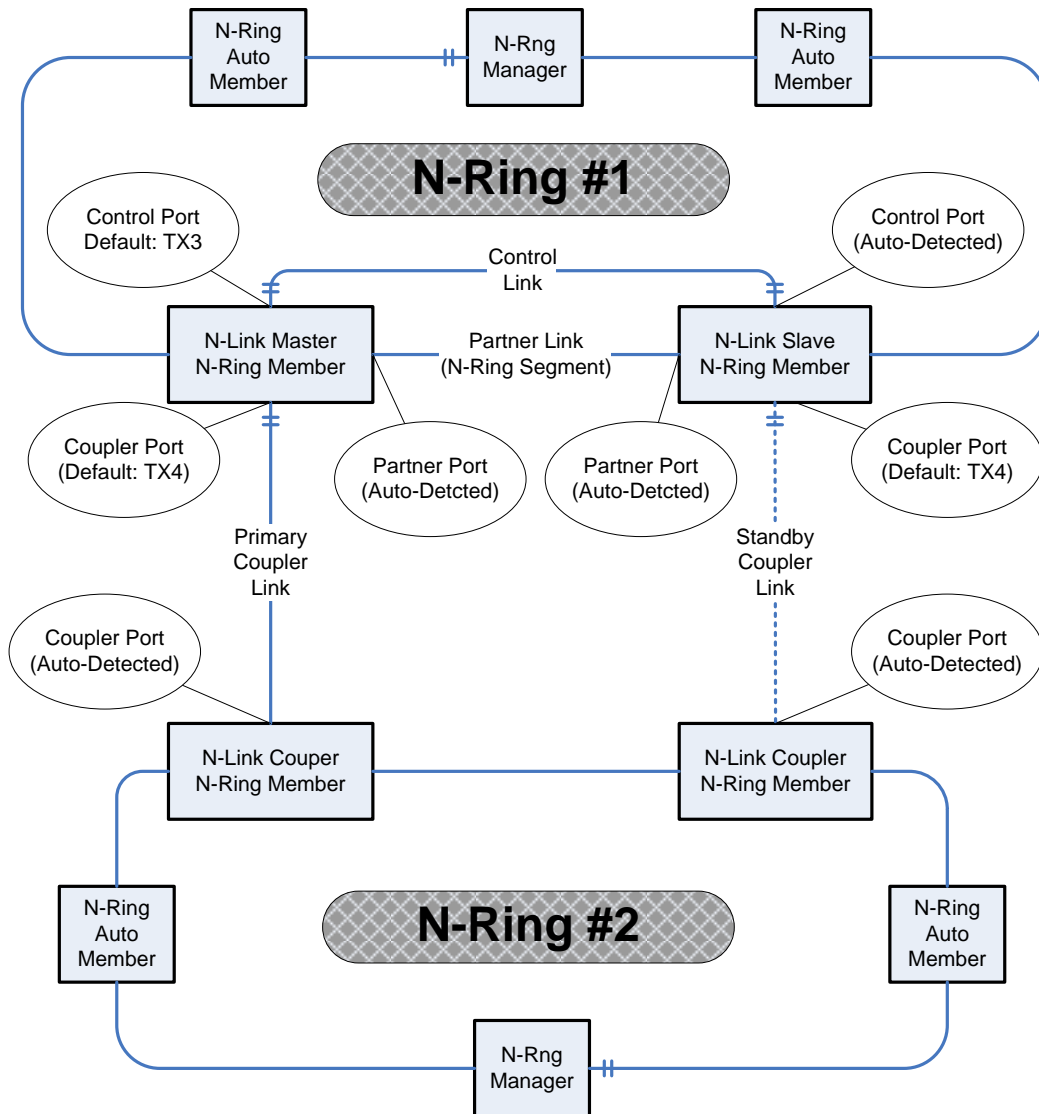 N-Ring
Auto
Member
N-Rng
Manager
N-Ring
Auto
Member
N-Ring #1
Control Port
Default: TX3
Control
Link
Control Port
(Auto-Detected)
N-Link Master
N-Ring Member
Partner Link
(N-Ring Segment)
N-Link Slave
N-Ring Member
Coupler Port
(Default: TX4)
Partner Port
(Auto-Detcted)
Partner Port
(Auto-Detcted)
Coupler Port
(Default: TX4)
Primary
Coupler
Link
Standby
Coupler
Link
Coupler Port
(Auto-Detected)
Coupler Port
(Auto-Detected)
N-Link Couper
N-Ring Member
N-Link Coupler
N-Ring Member
N-Ring
Auto
Member
N-Ring #2
N-Ring
Auto
Member
N-Rng
Manager